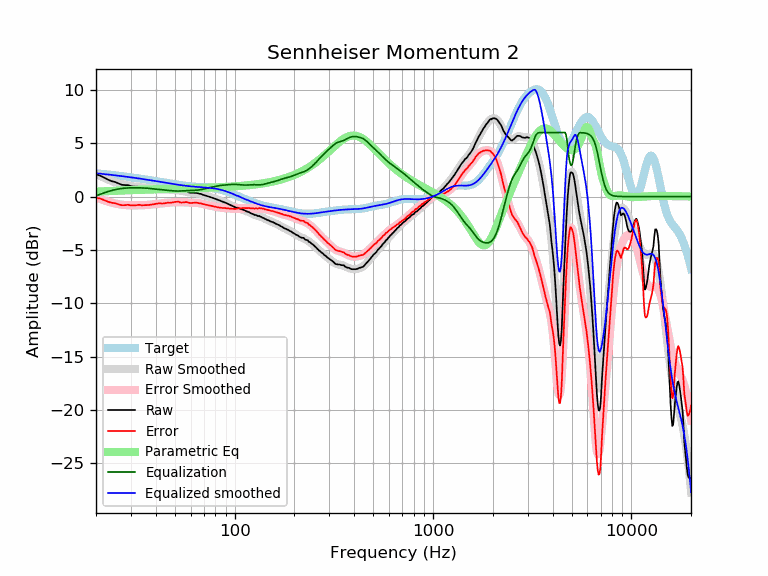 Sennheiser Momentum 2
10
5
0
−5
−10
−15
−20
−25
Amplitude (dBr)
Target
Raw Smoothed
Error Smoothed
Raw
Error
Parametric Eq
Equalization
Equalized smoothed
100 1000 10000
Frequency (Hz)